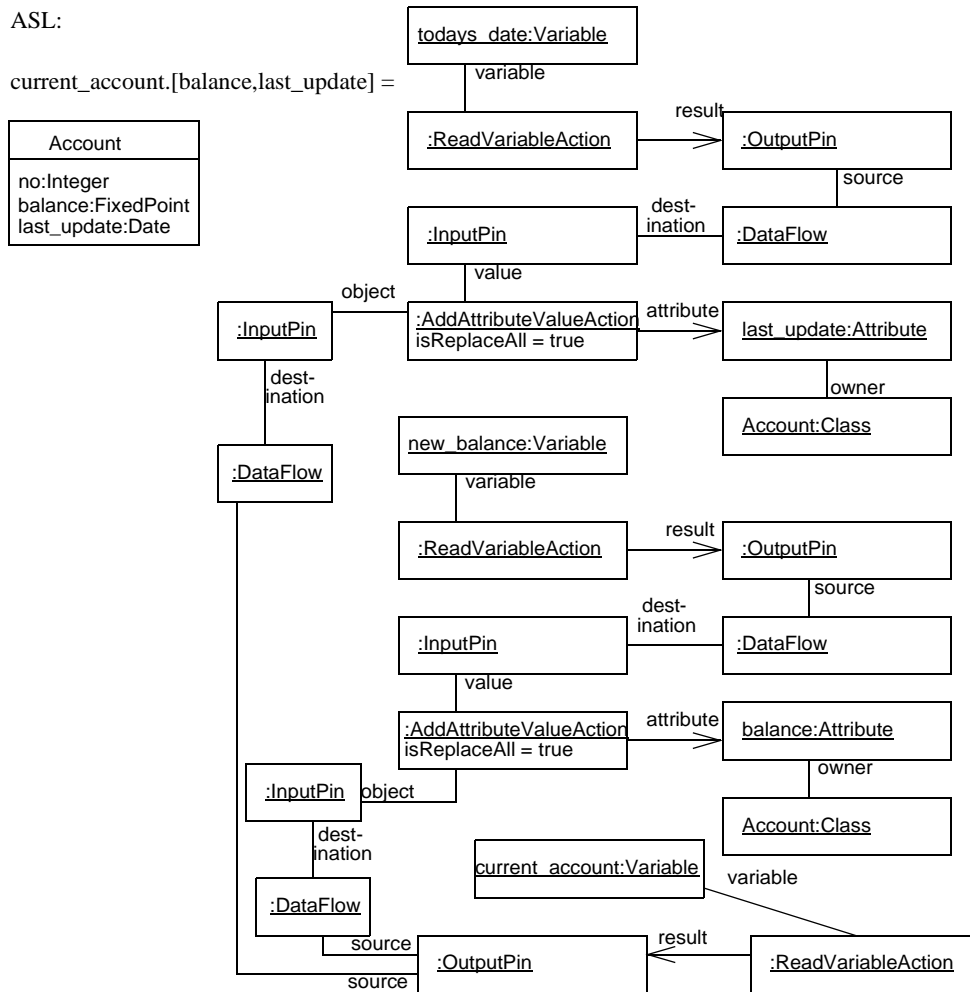 ASL:
todays_date:Variable
variable
current_account.[balance,last_update] =
Account
no:Integer
balance:FixedPoint
last_update:Date
:ReadVariableAction
result
:OutputPin
source
dest-
ination
:InputPin
:DataFlow
value
object
:InputPin
:AddAttributeValueAction
isReplaceAll = true
attribute
last_update:Attribute
dest-
ination
owner
Account:Class
new_balance:Variable
:DataFlow
variable
:ReadVariableAction
result
:OutputPin
source
dest-
ination
:InputPin
:DataFlow
value
:AddAttributeValueAction
isReplaceAll = true
attribute
balance:Attribute
owner
:InputPin
object
Account:Class
dest-
ination
current_account:Variable
variable
:DataFlow
source
result
:OutputPin
:ReadVariableAction
source